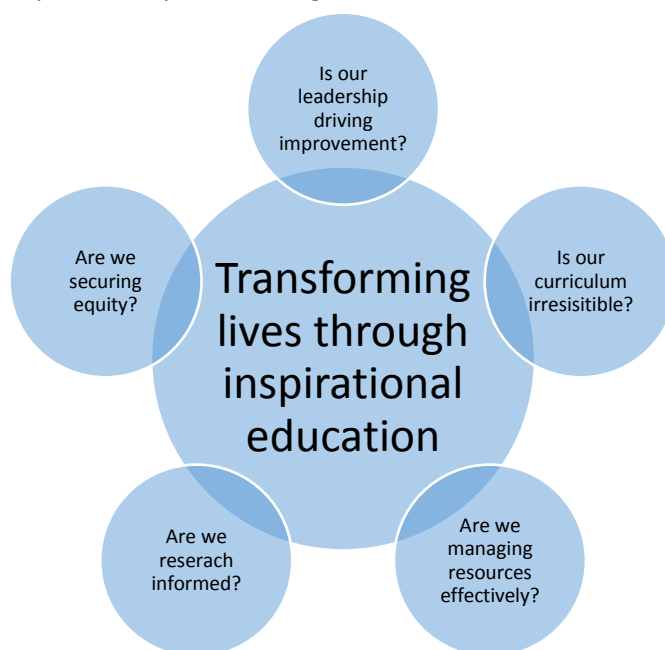 Is our
leadership
driving
improvement?
Are we
securing
equity?
Transforming
lives through
inspirational
education
Is our
curriculum
irresisitible?
Are we
reserach
informed?
Are we
managing
resources
effectively?